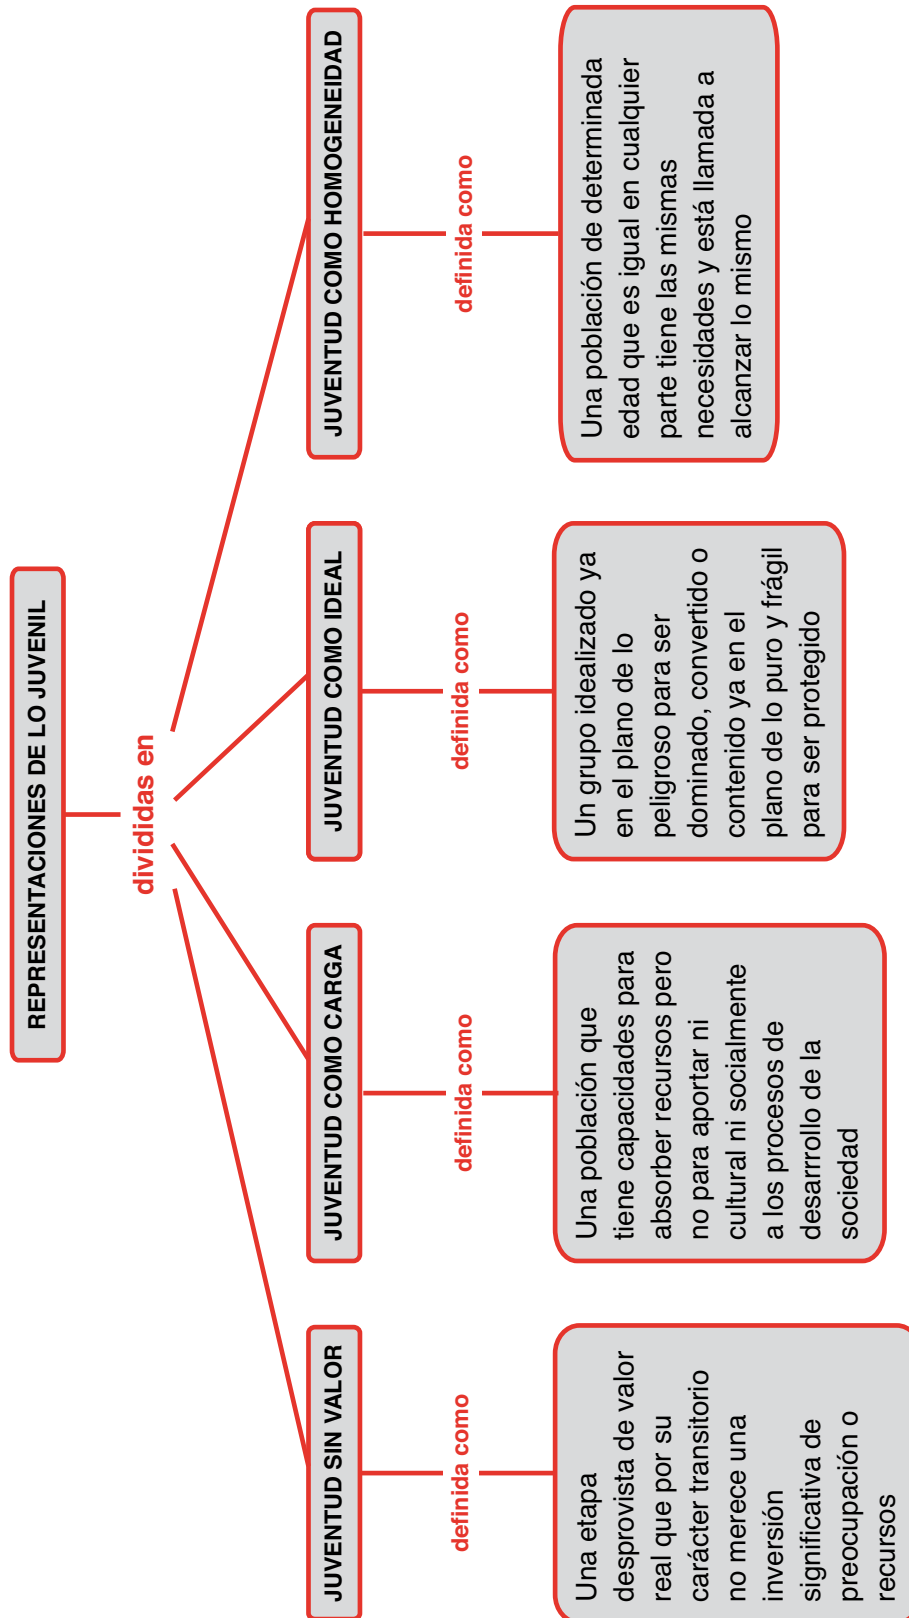 REPRESENTACIONES DE LO JUVENIL
divididas en
JUVENTUD SIN VALOR
definida como
Una etapa
desprovista de valor
real que por su
carácter transitorio
no merece una
inversión
significativa de
preocupación o
recursos
JUVENTUD COMO CARGA
definida como
Una población que
tiene capacidades para
absorber recursos pero
no para aportar ni
cultural ni socialmente
a los procesos de
desarrrollo de la
sociedad
JUVENTUD COMO IDEAL
definida como
Un grupo idealizado ya
en el plano de lo
peligroso para ser
dominado, convertido o
contenido ya en el
plano de lo puro y frágil
para ser protegido
JUVENTUD COMO HOMOGENEIDAD
definida como
Una población de determinada
edad que es igual en cualquier
parte tiene las mismas
necesidades y está llamada a
alcanzar lo mismo